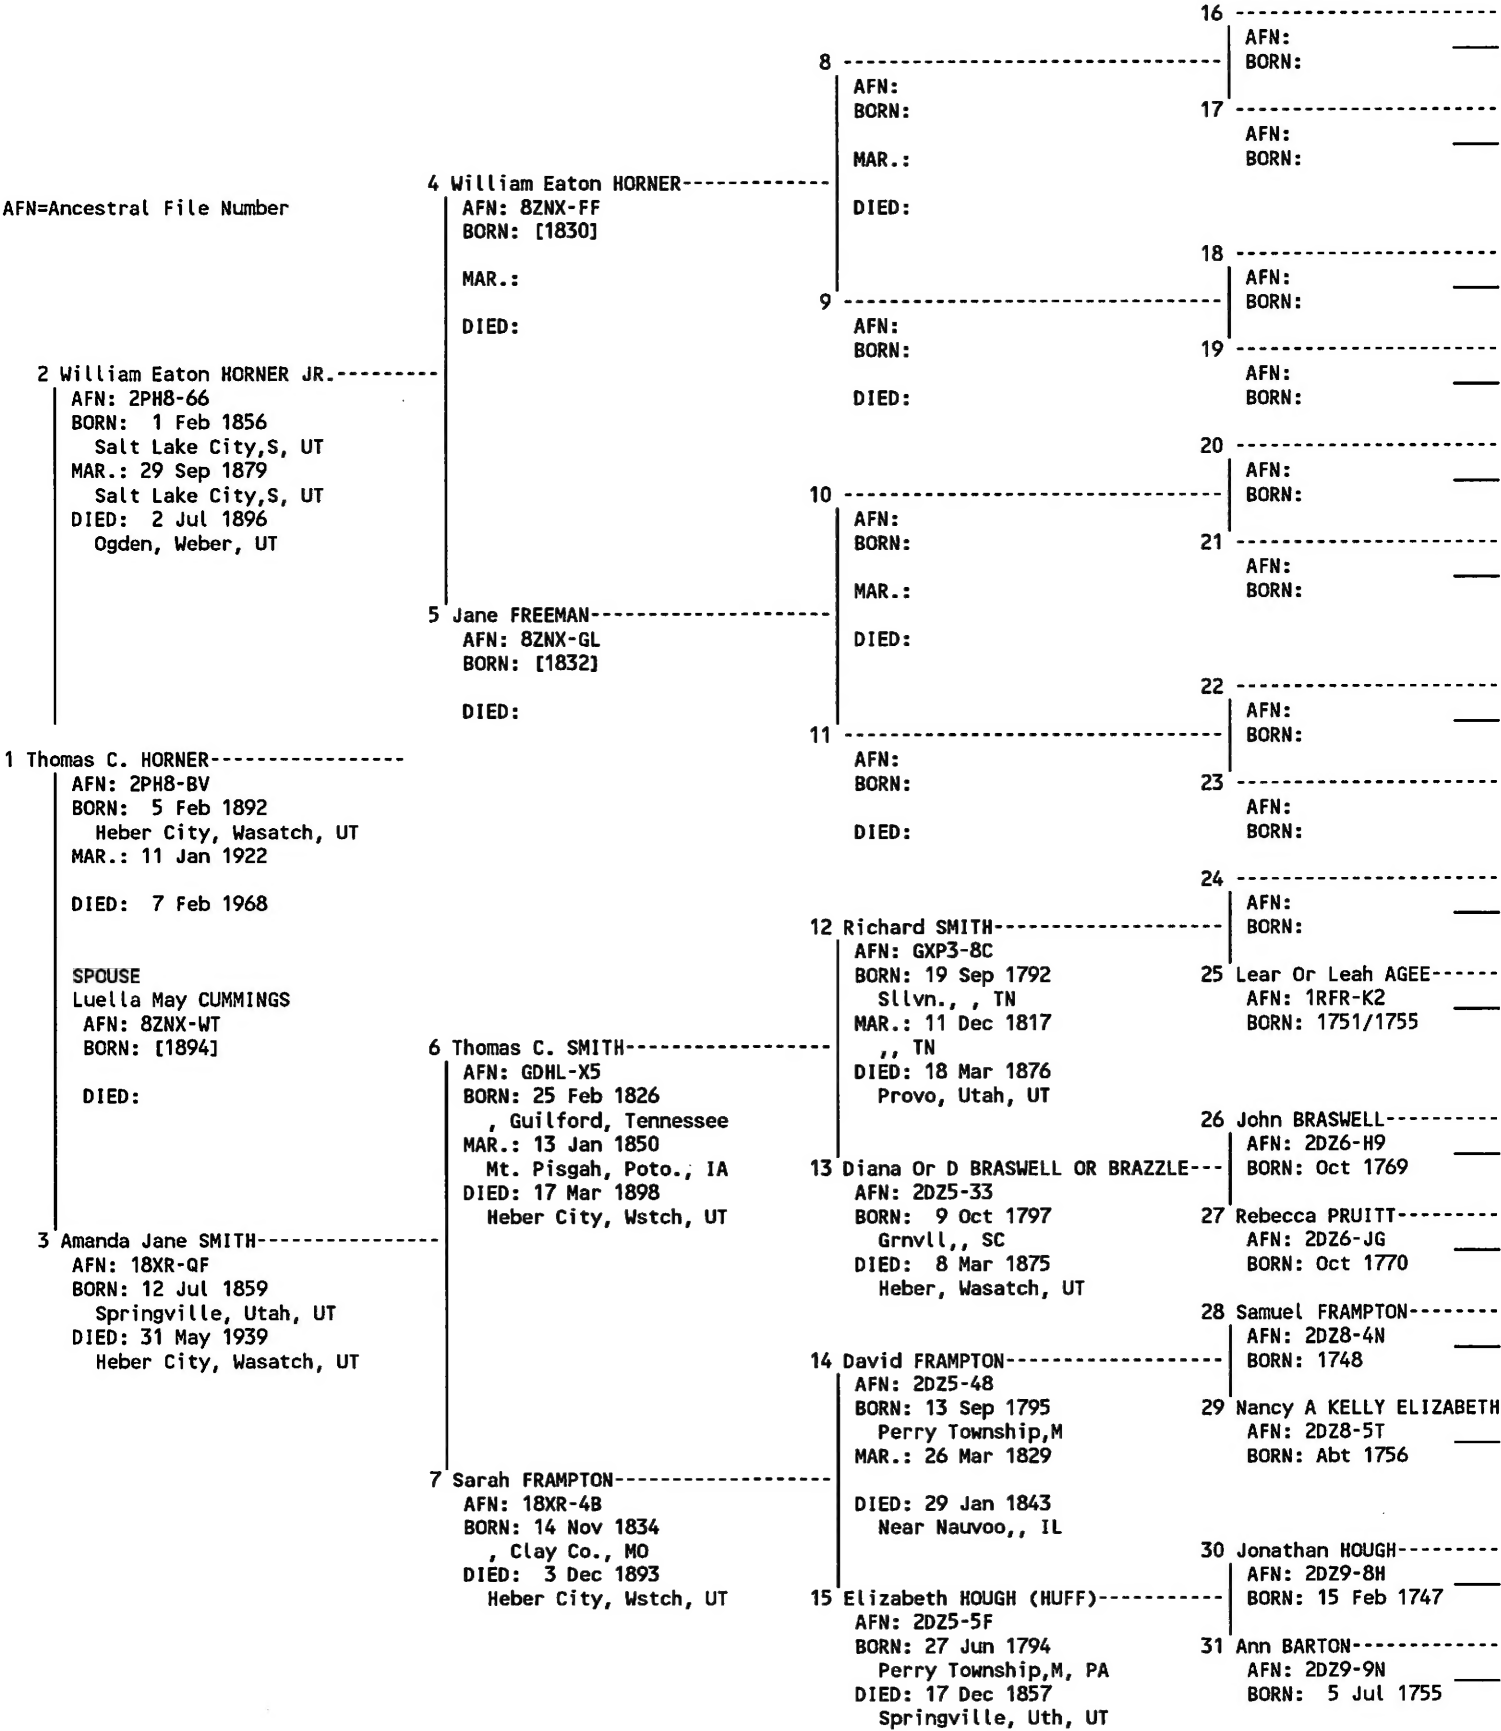 AFN=Ancestral File Number
1 Thomas C. HORNER-----------------
AFN: 2PH8-BV
BORN:  5 Feb 1892
Heber City, Wasatch, UT
MAR.: 11 Jan 1922
DIED:  7 Feb 1968
SPOUSE
Luella May CUMMINGS
AFN: 8ZNX-WT
BORN: [1894]
DIED:
2 William Eaton HORNER JR.---------
AFN: 2PH8-66
BORN:  1 Feb 1856
Salt Lake City,S, UT
MAR.: 29 Sep 1879
Salt Lake City,S, UT
DIED:  2 Jul 1896
Ogden, Weber, UT
3 Amanda Jane SMITH----------------
AFN: 18XR-QF
BORN: 12 Jul 1859
Springville, Utah, UT
DIED: 31 May 1939
Heber City, Wasatch, UT
4 William Eaton HORNER-------------
AFN: 8ZNX-FF
BORN: [1830]
MAR.:
DIED:
5 Jane FREEMAN---------------------
AFN: 8ZNX-GL
BORN: [1832]
DIED:
6 Thomas C. SMITH------------------
AFN: GDHL-X5
BORN: 25 Feb 1826
, Guilford, Tennessee
MAR.: 13 Jan 1850
Mt. Pisgah, Poto., IA
DIED: 17 Mar 1898
Heber City, Wstch, UT
7 Sarah FRAMPTON-------------------
AFN: 18XR-4B
BORN: 14 Nov 1834
, Clay Co., MO
DIED:  3 Dec 1893
Heber City, Wstch, UT
8 ---------------------------------
AFN:
BORN:
MAR.:
DIED:
9 ---------------------------------
AFN:
BORN:
DIED:
10 ---------------------------------
AFN:
BORN:
MAR.:
DIED:
11 ---------------------------------
AFN:
BORN:
DIED:
12 Richard SMITH--------------------
AFN: GXP3-8C
BORN: 19 Sep 1792
Sllvn., , TN
MAR.: 11 Dec 1817
,, TN
DIED: 18 Mar 1876
Provo, Utah, UT
13 Diana Or D BRASWELL OR BRAZZLE---
AFN: 2DZ5-33
BORN:  9 Oct 1797
Grnvll,, SC
DIED:  8 Mar 1875
Heber, Wasatch, UT
14 David FRAMPTON-------------------
AFN: 2DZ5-48
BORN: 13 Sep 1795
Perry Township,M
MAR.: 26 Mar 1829
DIED: 29 Jan 1843
Near Nauvoo,, IL
15 Elizabeth HOUGH (HUFF)-----------
AFN: 2DZ5-5F
BORN: 27 Jun 1794
Perry Township,M, PA
DIED: 17 Dec 1857
Springville, Uth, UT
16 -----------------------
AFN:
BORN:
17 -----------------------
AFN:
BORN:
18 -----------------------
AFN:
BORN:
19 -----------------------
AFN:
BORN:
20 -----------------------
AFN:
BORN:
21 -----------------------
AFN:
BORN:
22 -----------------------
AFN:
BORN:
23 -----------------------
AFN:
BORN:
24 -----------------------
AFN:
BORN:
25 Lear Or Leah AGEE------
AFN: 1RFR-K2
BORN: 1751/1755
26 John BRASWELL----------
AFN: 2DZ6-H9
BORN: Oct 1769
27 Rebecca PRUITT---------
AFN: 2DZ6-JG
BORN: Oct 1770
28 Samuel FRAMPTON--------
AFN: 2DZ8-4N
BORN: 1748
29 Nancy A KELLY ELIZABETH
AFN: 2DZ8-5T
BORN: Abt 1756
30 Jonathan HOUGH---------
AFN: 2DZ9-8H
BORN: 15 Feb 1747
31 Ann BARTON-------------
AFN: 2DZ9-9N
BORN:  5 Jul 1755